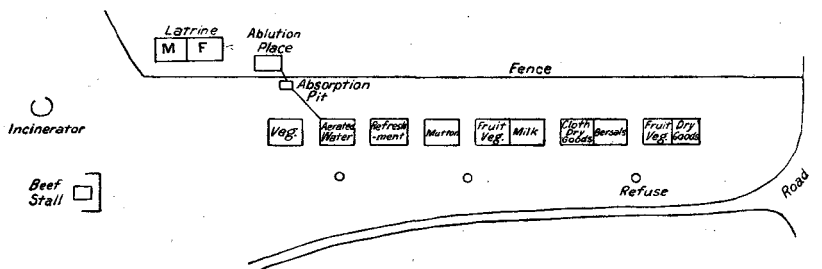 Latrine
M F
Ablution
Place
Fence
Absorption
Pit
Incinerator
Veg.
Aerated
Water
Refresh
-ment
Mutton
Fruit
Veg.
Milk
Cloth
Dry
Goods
Bersals
Fruit
Veg.
Dry
Goods
Beef
Stall
Refuse
Road